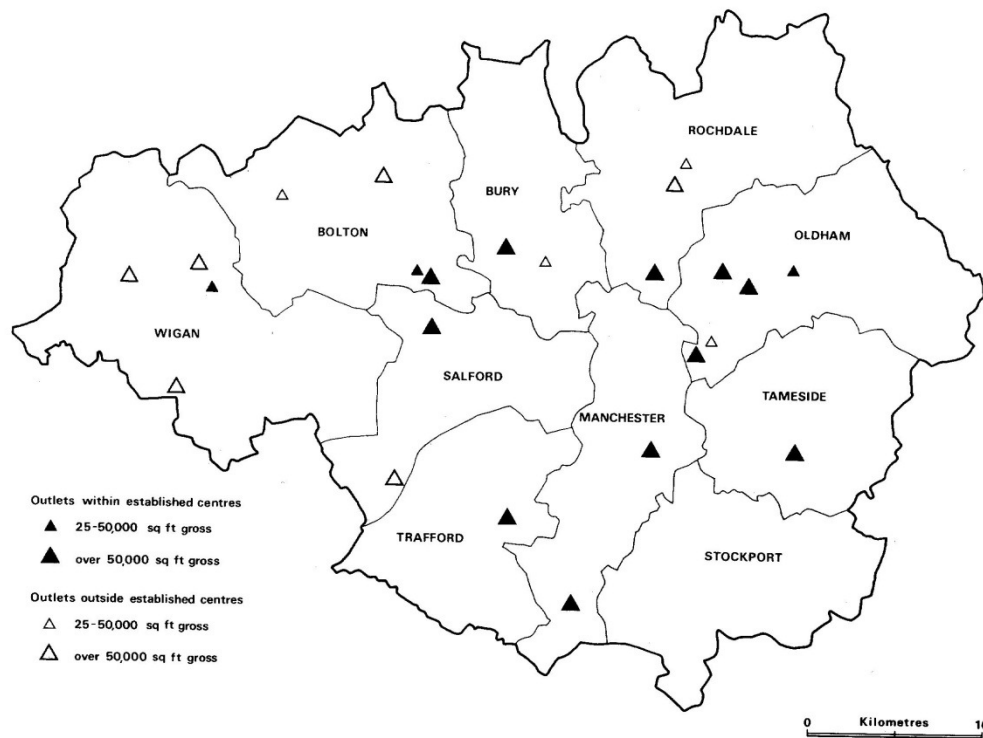 ROCHDALE
BURY
OLDHAM
BOLTON
WIGAN
SALFORD
TAMESIDE
MANCHESTER
TRAFFORD
STOCKPORT
Outlets within established centres
25-50,000 sq ft gross
over 50,000 sq ft gross
Outlets outside established centres
25-50,000 sq ft gross
over 50,000 sq ft gross
0 Kilometres